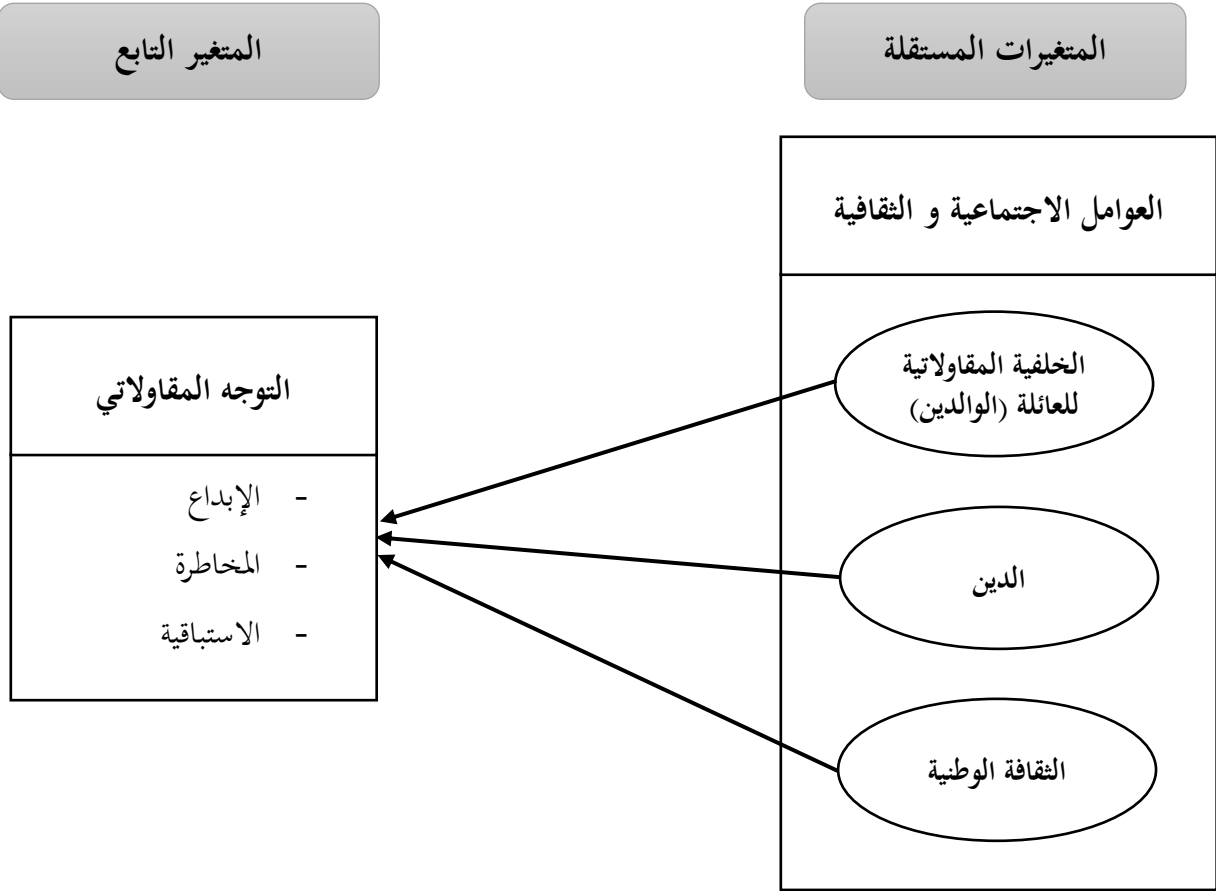 المتغيرات المستقلة
المتغير التابع
العوامل الاجتماعية و الثقافية
الخلفية المقاولاتية
للعائلة (الوالدين)
الدين
الثقافة الوطنية
التوجه المقاولاتي
- الإبداع
- المخاطرة
- الاستباقية